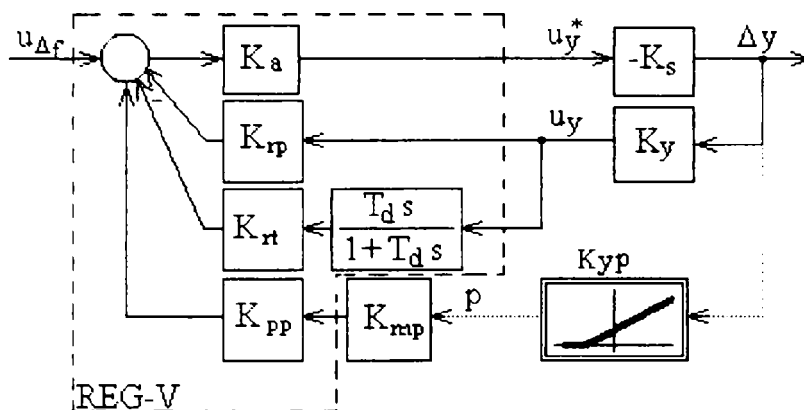 u_Δf
K_a
u_y*
-K_s
Δy
K_rp
u_y
K_y
K_rt
T_d s
1+T_d s
Kyp
K_pp
K_mp
p
REG-V